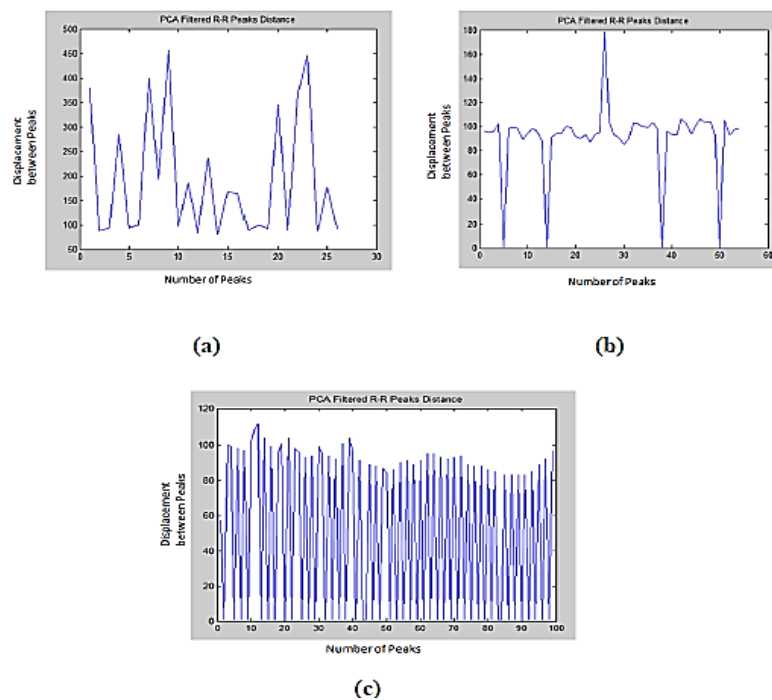 PCA Filtered R-R Peaks Distance
500
450
400
350
300
250
200
150
100
50
0 5 10 15 20 25 30
Displacement
between Peaks
Number of Peaks
(a)
PCA Filtered R-R Peaks Distance
180
160
140
120
100
80
60
40
20
0
0 10 20 30 40 50 60
Displacement
between Peaks
Number of Peaks
(b)
PCA Filtered R-R Peaks Distance
120
100
80
60
40
20
0
0 10 20 30 40 50 60 70 80 90 100
Displacement
between Peaks
Number of Peaks
(c)